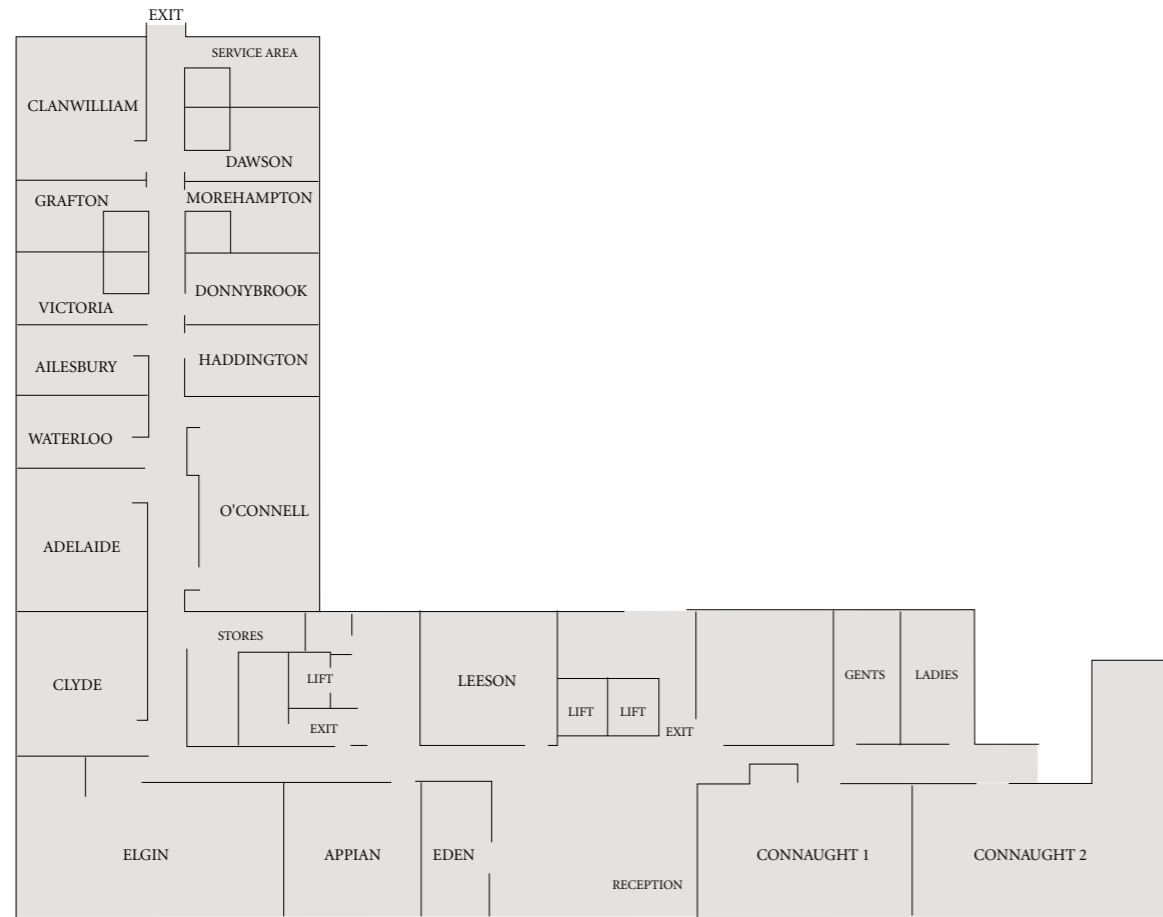 EXIT
SERVICE AREA
CLANWILLIAM
DAWSON
GRAFTON
MOREHAMPTON
DONNYBROOK
VICTORIA
AILESBURY
HADDINGTON
WATERLOO
O'CONNELL
ADELAIDE
STORES
CLYDE
LIFT
LEESON
GENTS
LADIES
LIFT
LIFT
EXIT
EXIT
ELGIN
APPIAN
EDEN
CONNAUGHT 1
CONNAUGHT 2
RECEPTION